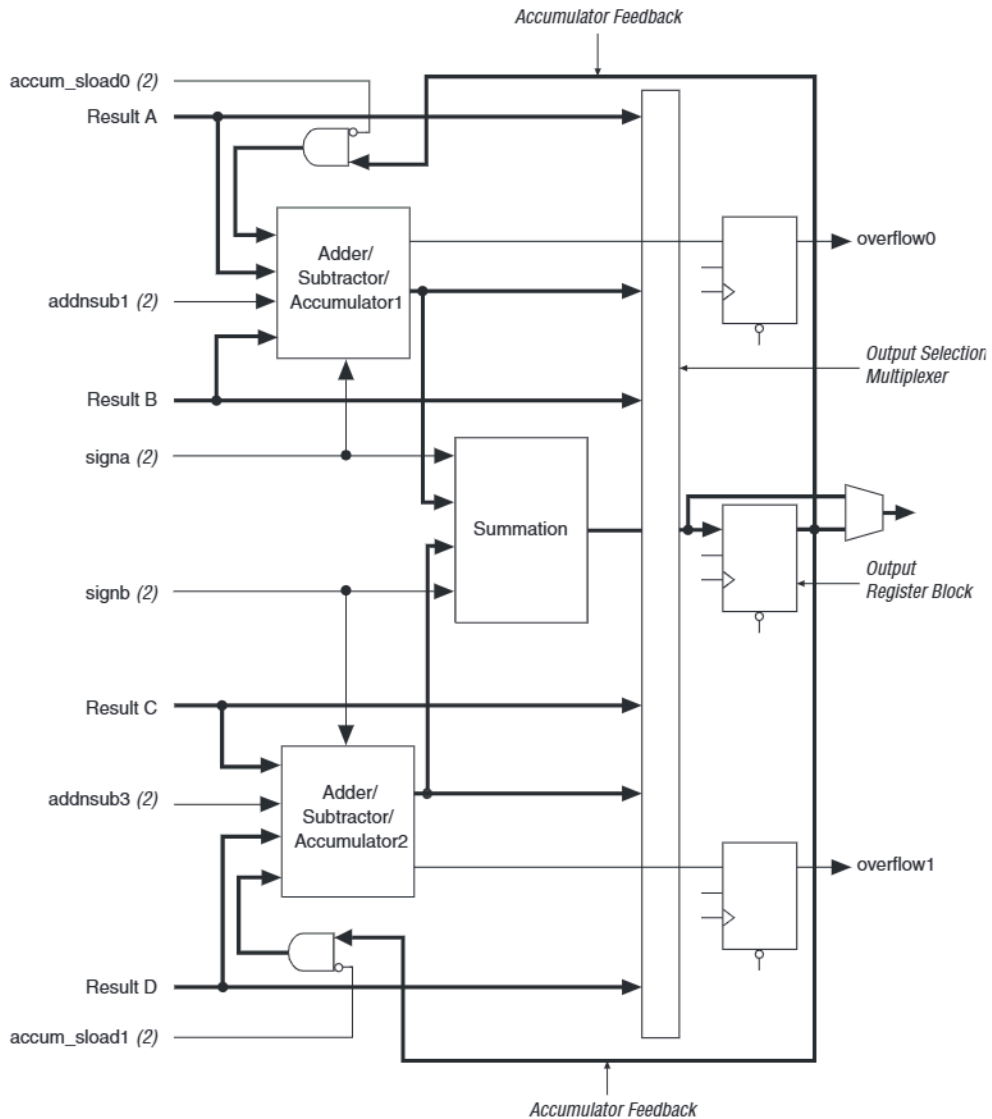 Accumulator Feedback
accum_sload0 (2)
Result A
overflow0
Adder/
Subtractor/
Accumulator1
addnsub1 (2)
Output Selection
Multiplexer
Result B
signa (2)
Summation
Output
Register Block
signb (2)
Result C
Adder/
Subtractor/
Accumulator2
addnsub3 (2)
overflow1
Result D
accum_sload1 (2)
Accumulator Feedback